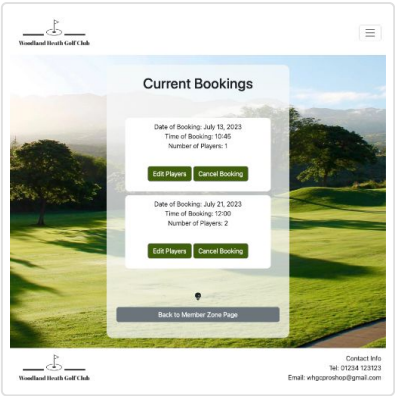 Woodland Heath Golf Club
Current Bookings
Date of Booking: July 13, 2023
Time of Booking: 10:45
Number of Players: 1
Edit Players
Cancel Booking
Date of Booking: July 21, 2023
Time of Booking: 12:00
Number of Players: 2
Edit Players
Cancel Booking
Back to Member Zone Page
Woodland Heath Golf Club
Contact Info
Tel: 01234 123123
Email: whgcproshop@gmail.com